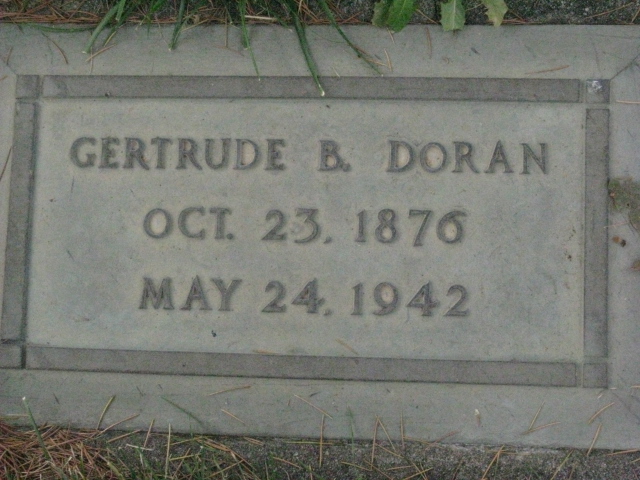 GERTRUDE B. DORAN
OCT. 23, 1876
MAY 24, 1942